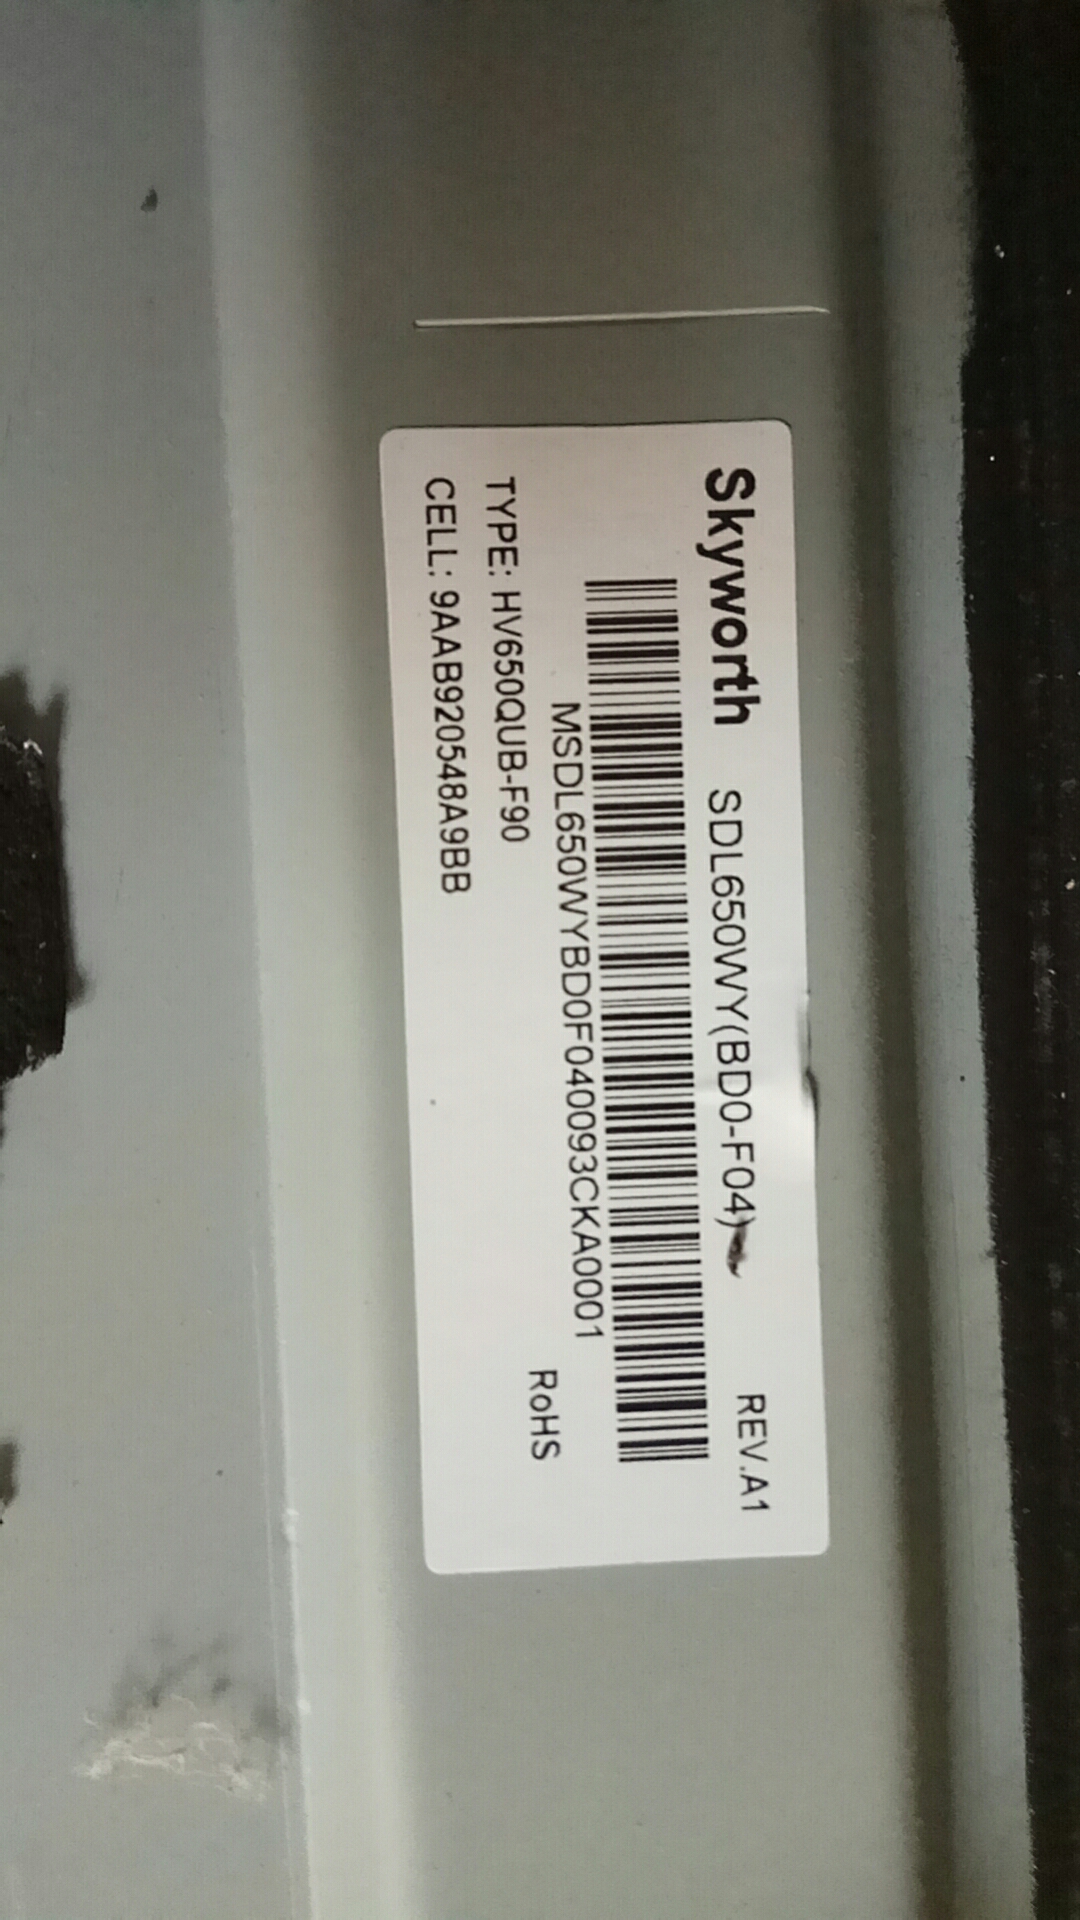 Skyworth SDL650WY(BD0-F04) REV.A1
MSDL650WYBD0F040093CKA0001
RoHS
TYPE: HV650QUB-F90
CELL: 9AAB920548A9BB